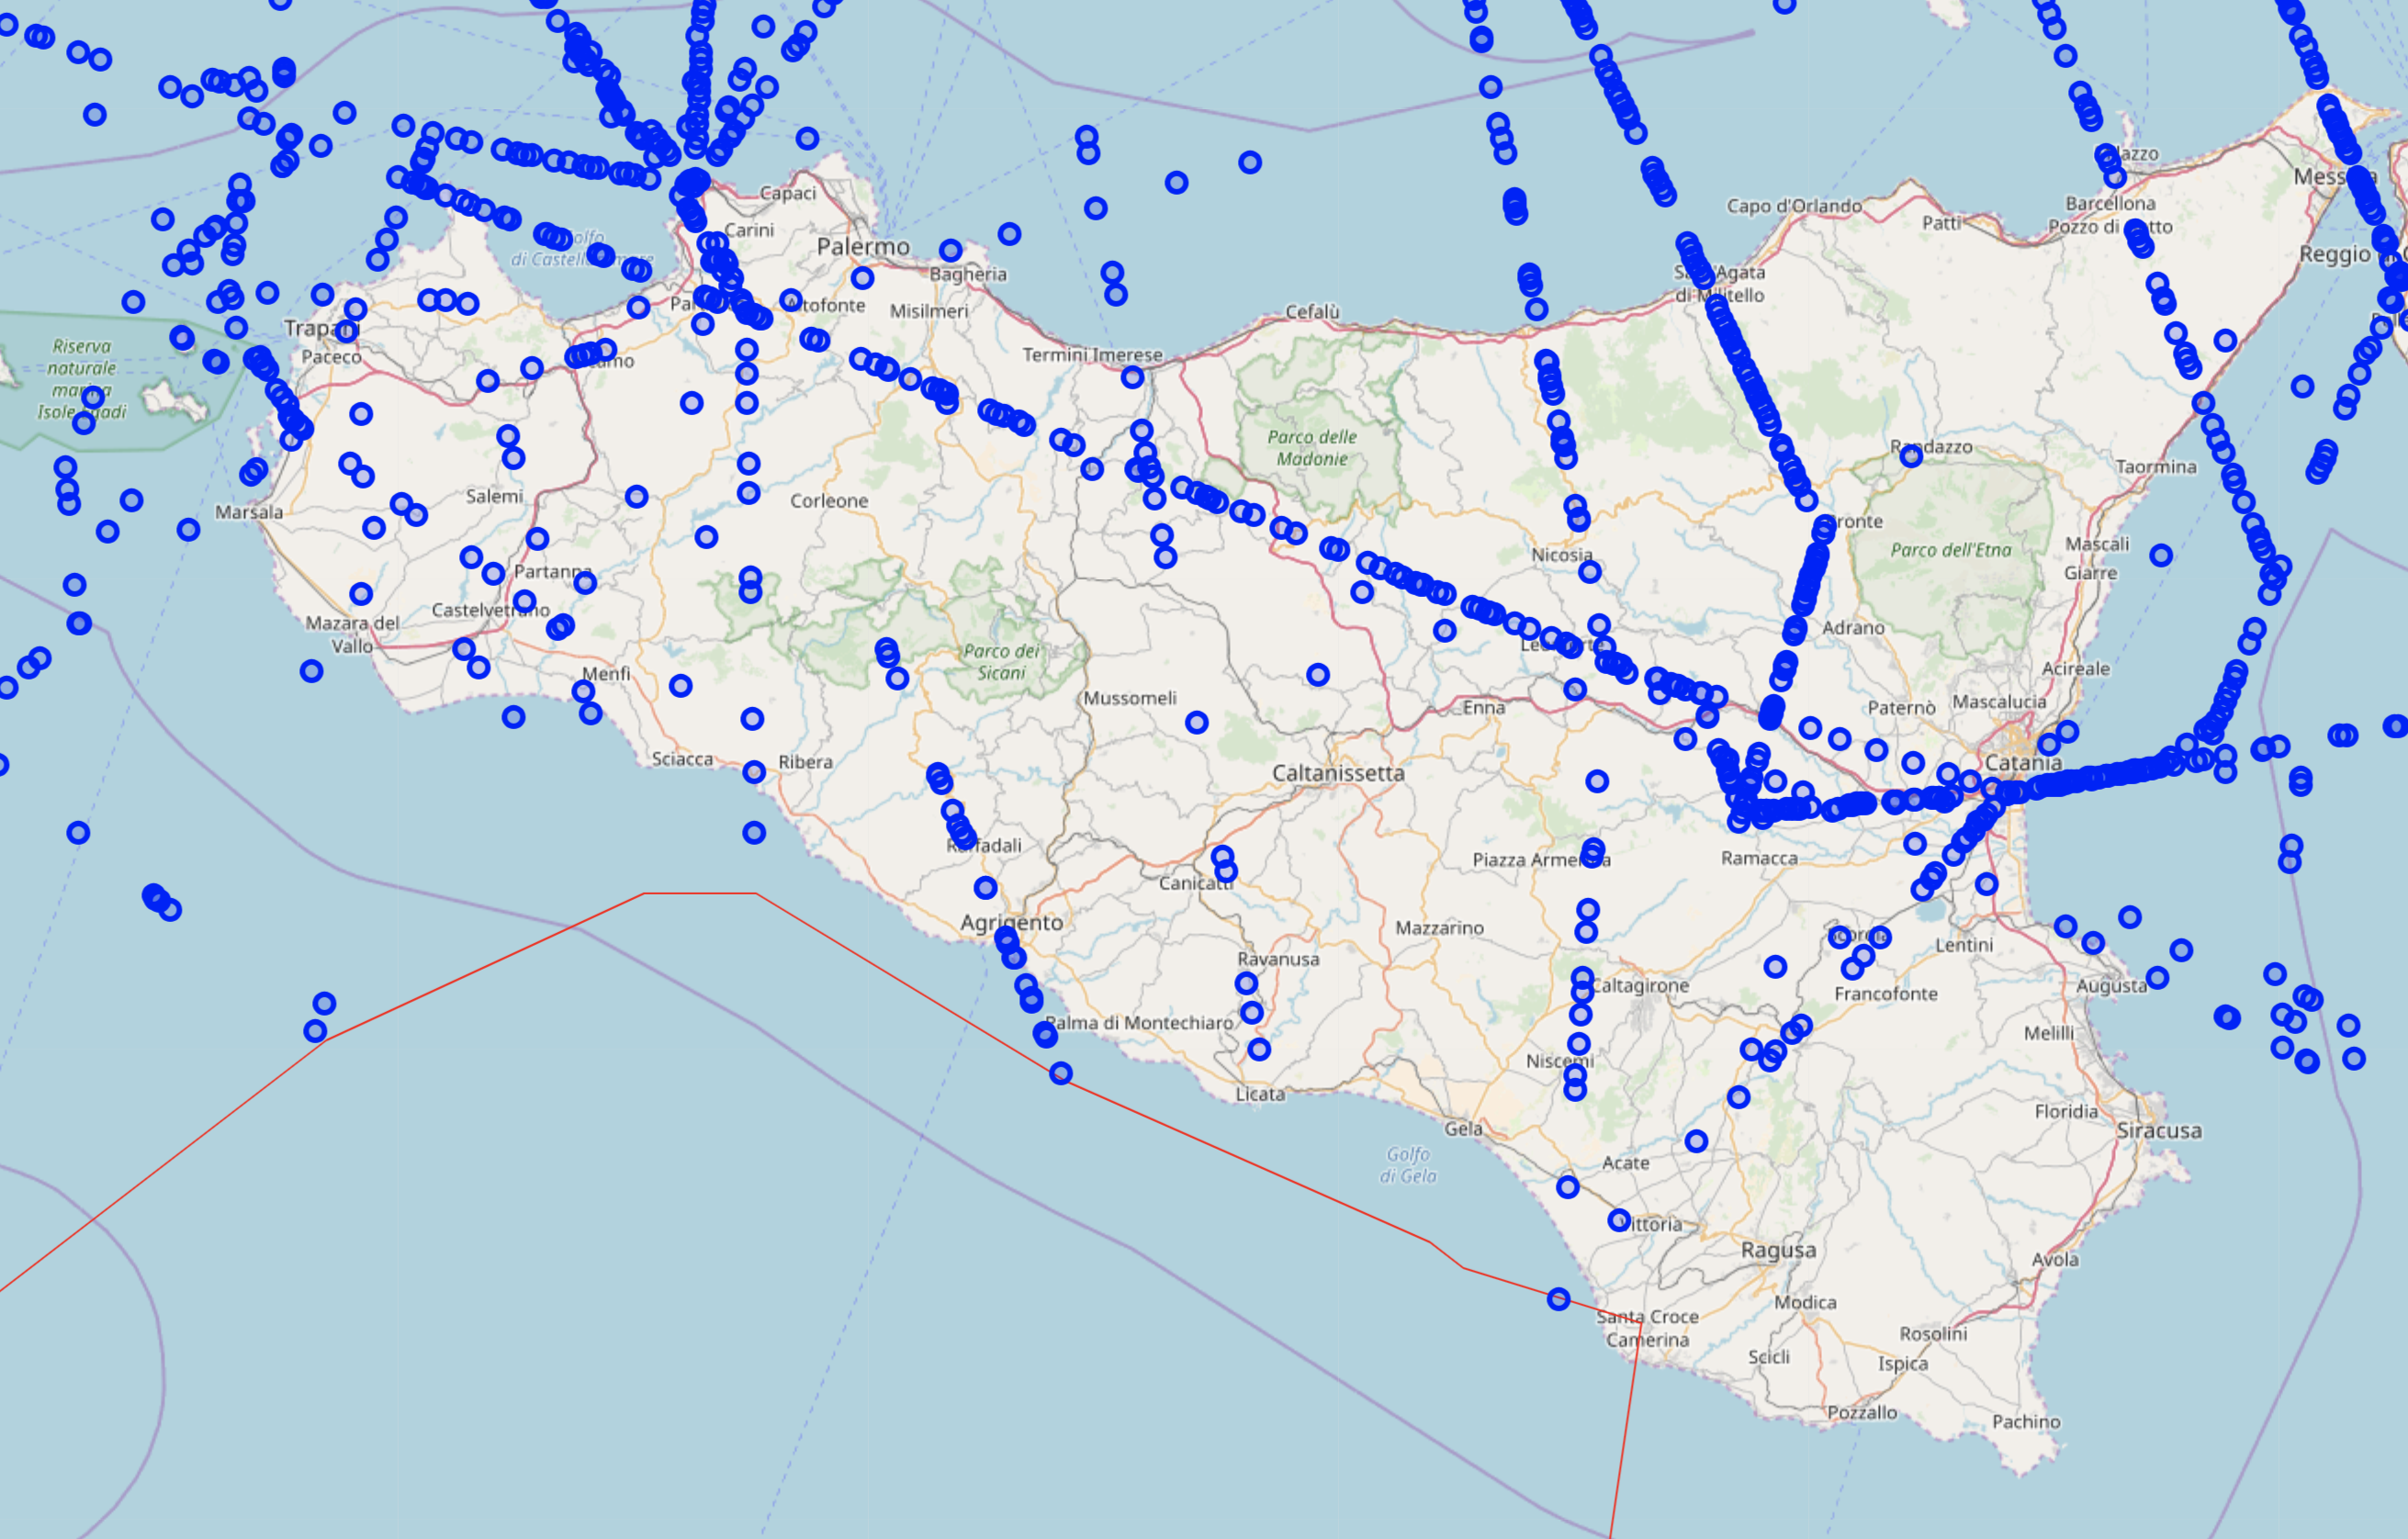 Capaci
Carini
Palermo
Bagheria
Altofonte
Misilmeri
Golfo
di Castellammare
Trapani
Paceco
Riserva
naturale
marina
Isole Egadi
Termini Imerese
Cefalù
Capo d'Orlando
Patti
Milazzo
Barcellona
Pozzo di Gotto
Messina
Reggio
Sant'Agata
di Militello
Parco delle
Madonie
Randazzo
Taormina
Marsala
Salemi
Corleone
Bronte
Nicosia
Parco dell'Etna
Mascali
Giarre
Partanna
Castelvetrano
Mazara del
Vallo
Menfi
Parco dei
Sicani
Mussomeli
Leonforte
Adrano
Acireale
Enna
Paternò
Mascalucia
Sciacca
Ribera
Caltanissetta
Catania
Raffadali
Piazza Armerina
Ramacca
Canicattì
Agrigento
Mazzarino
Scordia
Lentini
Ravanusa
Caltagirone
Francofonte
Augusta
Palma di Montechiaro
Melilli
Niscemi
Licata
Gela
Floridia
Siracusa
Golfo
di Gela
Acate
Vittoria
Ragusa
Avola
Santa Croce
Camerina
Modica
Rosolini
Scicli
Ispica
Pozzallo
Pachino